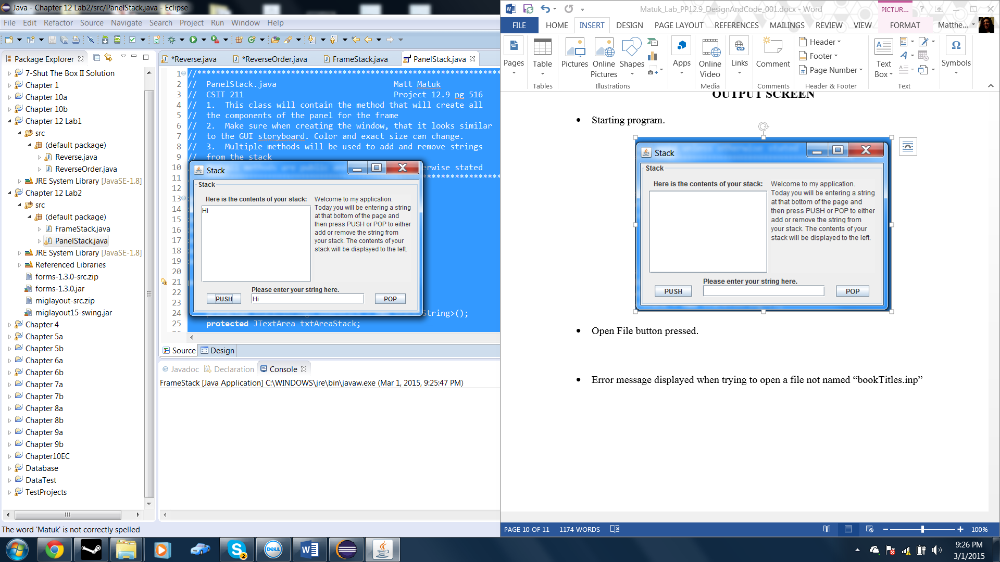 Java - Chapter 12 Lab2/src/PanelStack.java - Eclipse
File Edit Refactor Source Navigate Search Project Run Window Help
Package Explorer
7-Shut The Box II Solution
Chapter 1
Chapter 10a
Chapter 10b
Chapter 12 Lab1
src
(default package)
Reverse.java
ReverseOrder.java
JRE System Library [JavaSE-1.8]
Chapter 12 Lab2
src
(default package)
FrameStack.java
PanelStack.java
JRE System Library [JavaSE-1.8]
Referenced Libraries
forms-1.3.0-src.zip
forms-1.3.0.jar
miglayout-src.zip
miglayout15-swing.jar
Chapter 4
Chapter 5a
Chapter 5b
Chapter 6a
Chapter 6b
Chapter 7a
Chapter 7b
Chapter 8a
Chapter 8b
Chapter 9a
Chapter 9b
Chapter10EC
Database
DataTest
TestProjects
*Reverse.java *ReverseOrder.java FrameStack.java PanelStack.java
1 //*****************************************************************
2 // PanelStack.java Matt Matuk
3 // CSIT 211 Project 12.9 pg 516
4 // 1. This class will contain the method that will create all
5 // the components of the panel for the frame
6 // 2. Make sure when creating the window, that it looks similar
7 // to the GUI storyboard. Color and exact size can change.
8 // 3. Multiple methods will be used to add and remove strings
9 // from the stack
10 methods are public erwise stated
11 *****************
12
13
14
15
16
17
18
19
20
21
22
23
24 String>();
25 protected JTextArea txtAreaStack;
Stack
Stack
Here is the contents of your stack:
Hi
Welcome to my application.
Today you will be entering a string
at that bottom of the page and
then press PUSH or POP to either
add or remove the string from
your stack. The contents of your
stack will be displayed to the left.
Please enter your string here.
PUSH Hi POP
Source Design
@ Javadoc Declaration Console
FrameStack [Java Application] C:\WINDOWS\jre\bin\javaw.exe (Mar 1, 2015, 9:25:47 PM)
The word 'Matuk' is not correctly spelled
Matuk_Lab_PP12.9_DesignAndCode_001.docx - Word
PICTUR... ?
FILE HOME INSERT DESIGN PAGE LAYOUT REFERENCES MAILINGS REVIEW VIEW FORMAT Matthe...
Pages
Table
Pictures
Online Pictures
Shapes
Apps
Online Video
Links
Comment
Header
Footer
Page Number
Text Box
Symbols
Tables Illustrations Media Comments Header & Footer Text
OUTPUT SCREEN
• Starting program.
Stack
Stack
Here is the contents of your stack:
Welcome to my application.
Today you will be entering a string
at that bottom of the page and
then press PUSH or POP to either
add or remove the string from
your stack. The contents of your
stack will be displayed to the left.
Please enter your string here.
PUSH POP
• Open File button pressed.
• Error message displayed when trying to open a file not named “bookTitles.inp”
PAGE 10 OF 11 1174 WORDS 100%
2
DELL
9:26 PM
3/1/2015